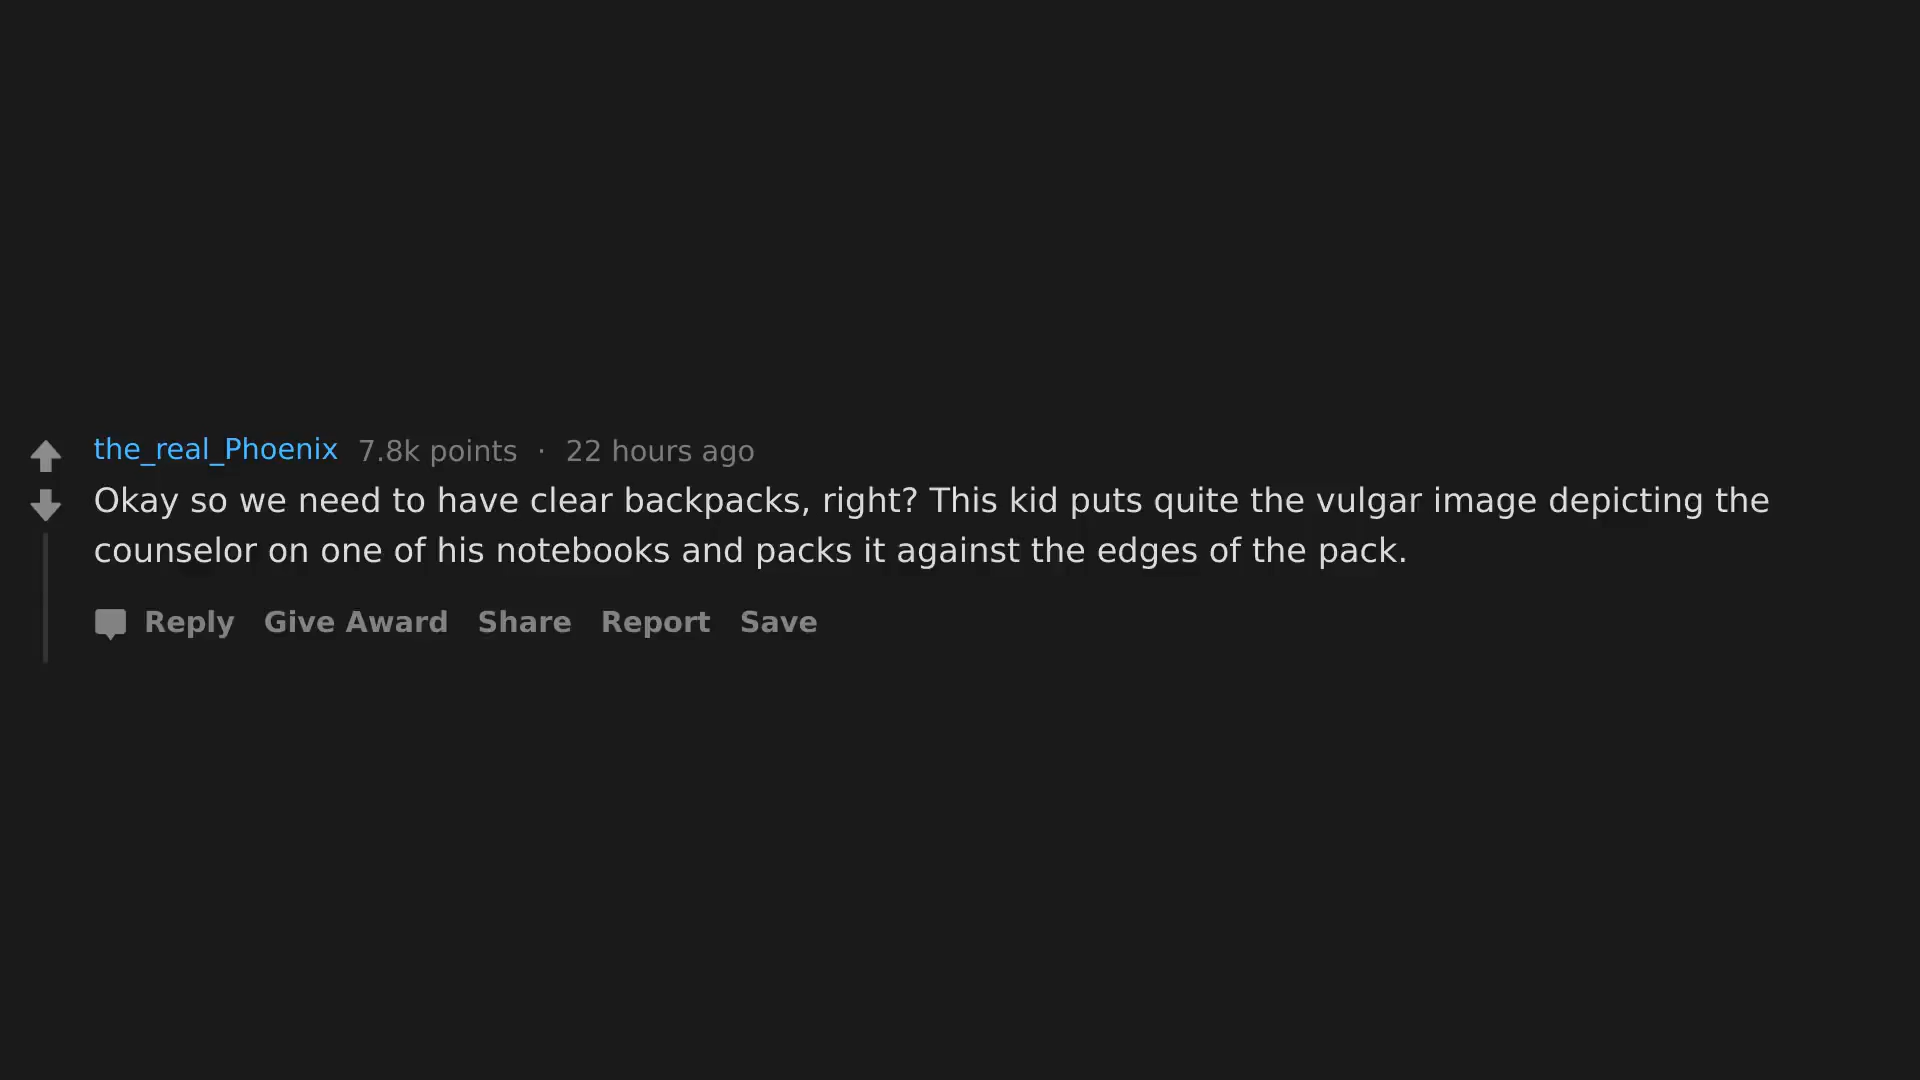 the_real_Phoenix 7.8k points · 22 hours ago
Okay so we need to have clear backpacks, right? This kid puts quite the vulgar image depicting the
counselor on one of his notebooks and packs it against the edges of the pack.
Reply Give Award Share Report Save